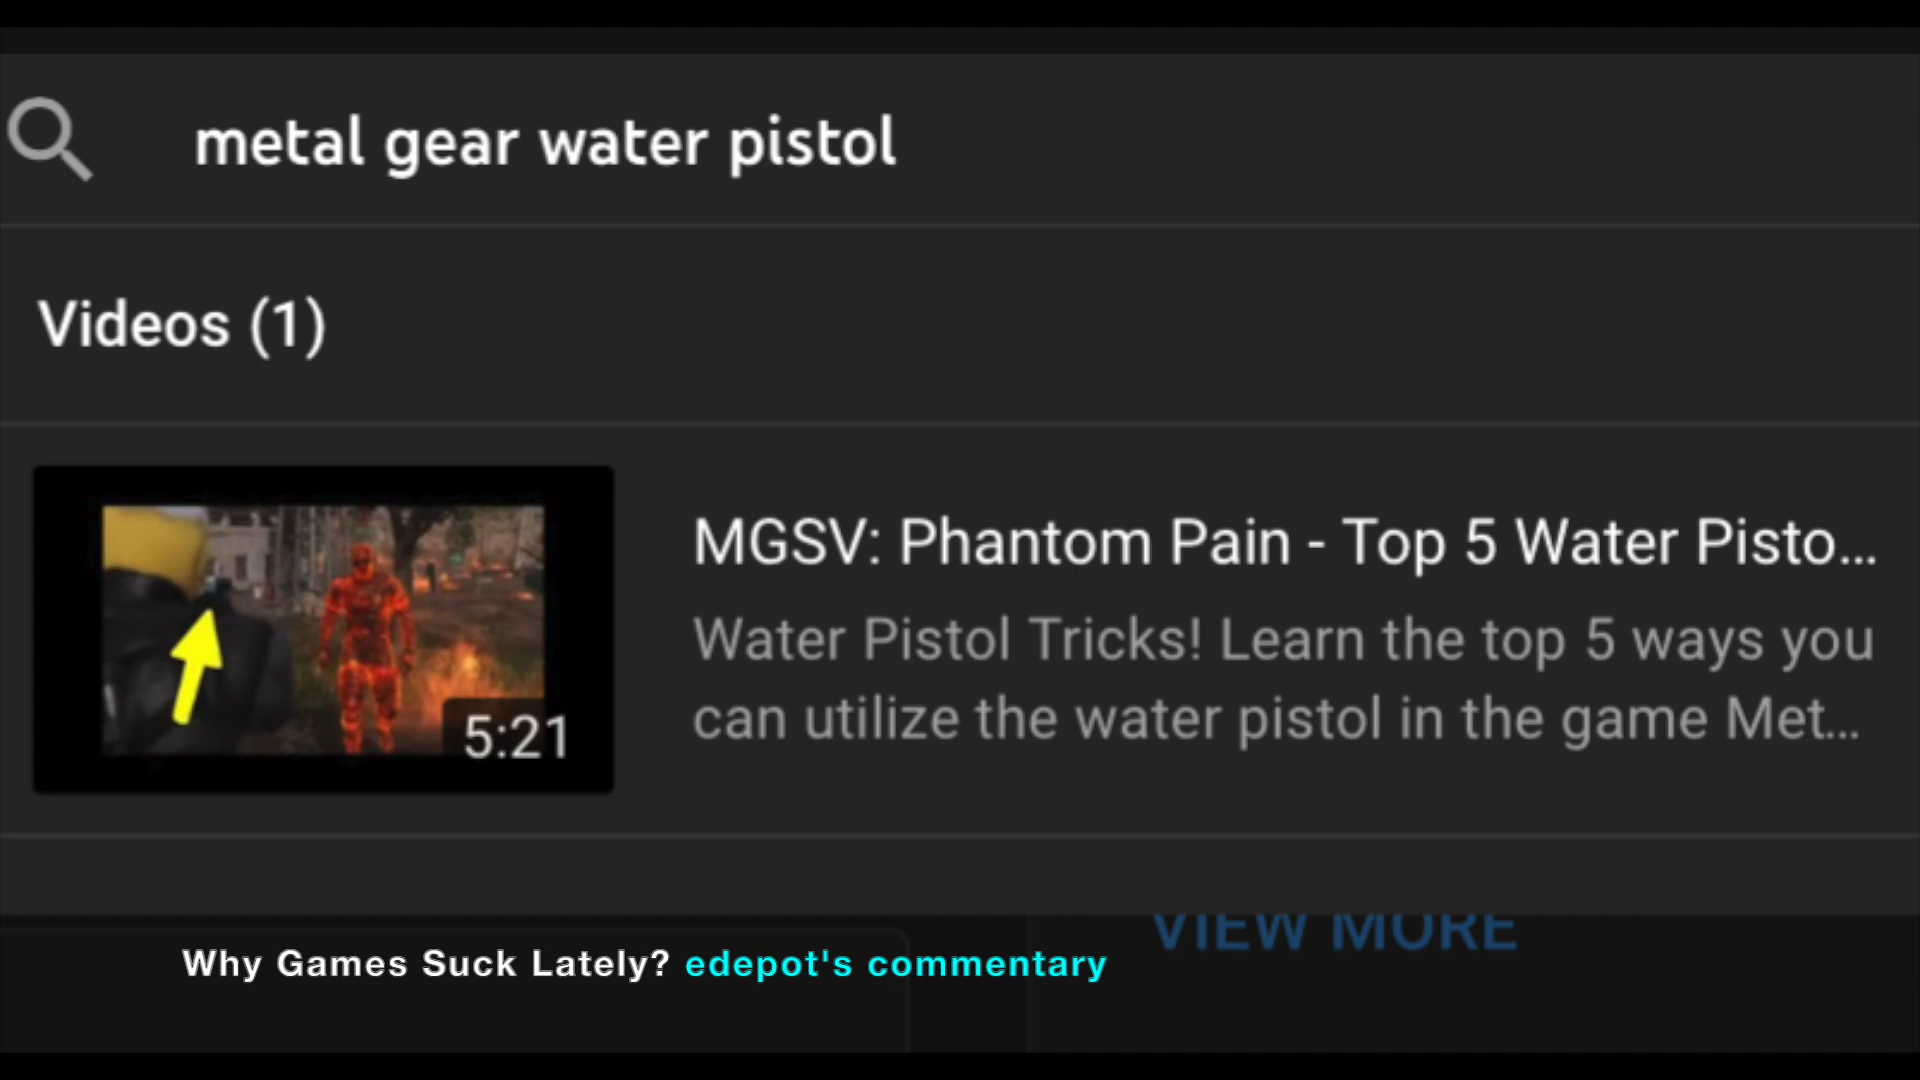 metal gear water pistol
Videos (1)
MGSV: Phantom Pain - Top 5 Water Pisto...
Water Pistol Tricks! Learn the top 5 ways you
can utilize the water pistol in the game Met...
5:21
VIEW MORE
Why Games Suck Lately? edepot's commentary